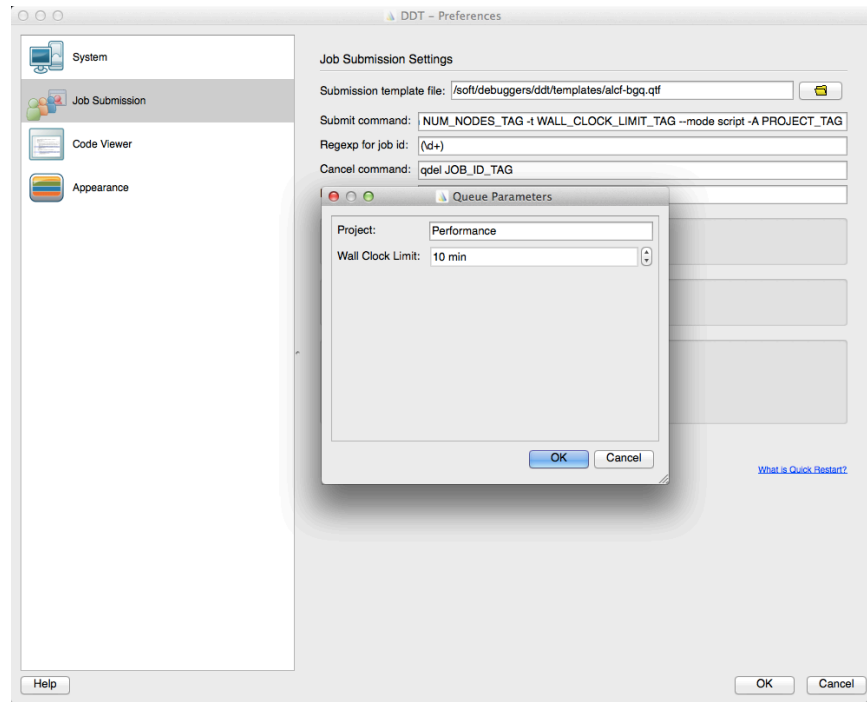 DDT – Preferences
System
Job Submission
Code Viewer
Appearance
Job Submission Settings
Submission template file: /soft/debuggers/ddt/templates/alcf-bgq.qtf
Submit command: NUM_NODES_TAG -t WALL_CLOCK_LIMIT_TAG --mode script -A PROJECT_TAG
Regexp for job id: (\d+)
Cancel command: qdel JOB_ID_TAG
Queue Parameters
Project: Performance
Wall Clock Limit: 10 min
OK Cancel
What is Quick Restart?
Help OK Cancel